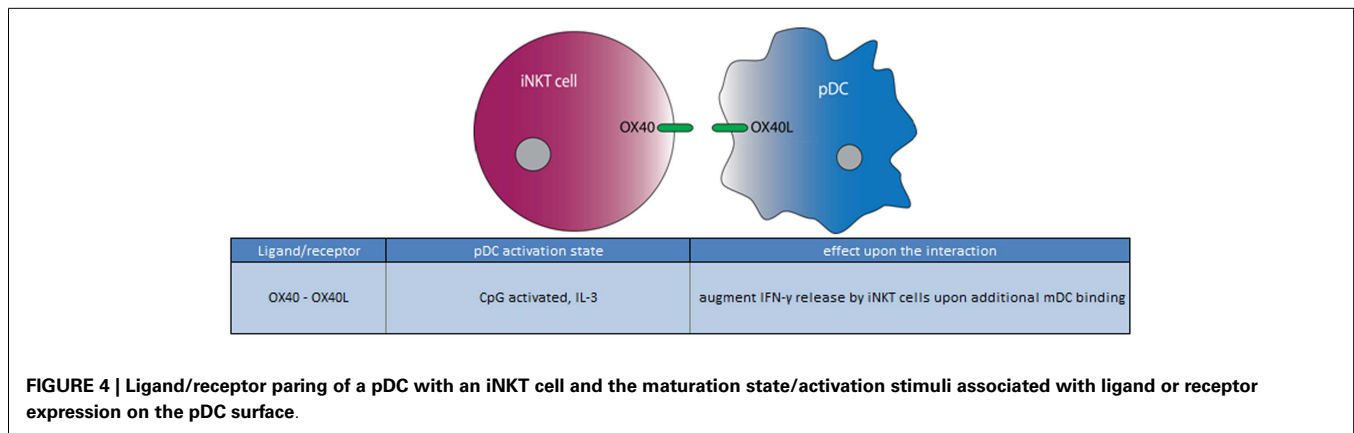 iNKT cell
pDC
OX40 OX40L
Ligand/receptor pDC activation state effect upon the interaction
OX40 - OX40L CpG activated, IL-3 augment IFN-γ release by iNKT cells upon additional mDC binding
FIGURE 4 | Ligand/receptor paring of a pDC with an iNKT cell and the maturation state/activation stimuli associated with ligand or receptor
expression on the pDC surface.